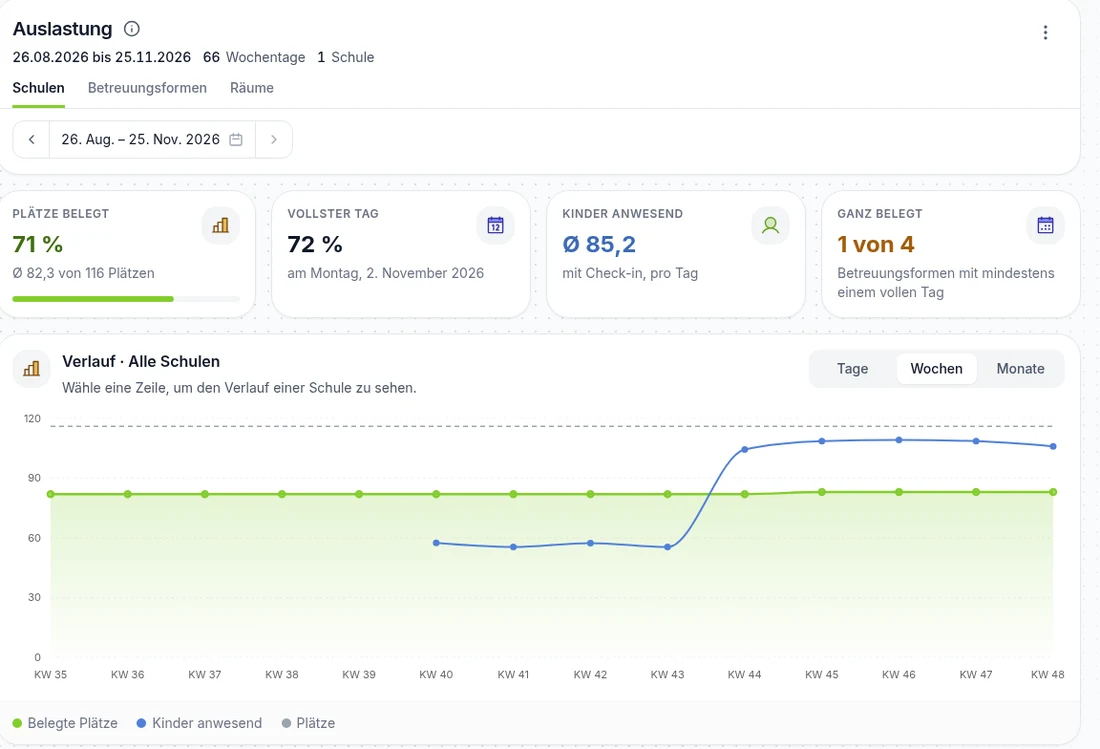 Auslastung
26.08.2026 bis 25.11.2026 66 Wochentage 1 Schule
Schulen Betreuungsformen Räume
26. Aug. – 25. Nov. 2026
PLÄTZE BELEGT
71 %
Ø 82,3 von 116 Plätzen
VOLLSTER TAG
12
72 %
am Montag, 2. November 2026
KINDER ANWESEND
Ø 85,2
mit Check-in, pro Tag
GANZ BELEGT
1 von 4
Betreuungsformen mit mindestens
einem vollen Tag
Verlauf · Alle Schulen
Wähle eine Zeile, um den Verlauf einer Schule zu sehen.
Tage Wochen Monate
120
90
60
30
0
KW 35 KW 36 KW 37 KW 38 KW 39 KW 40 KW 41 KW 42 KW 43 KW 44 KW 45 KW 46 KW 47 KW 48
Belegte Plätze Kinder anwesend Plätze